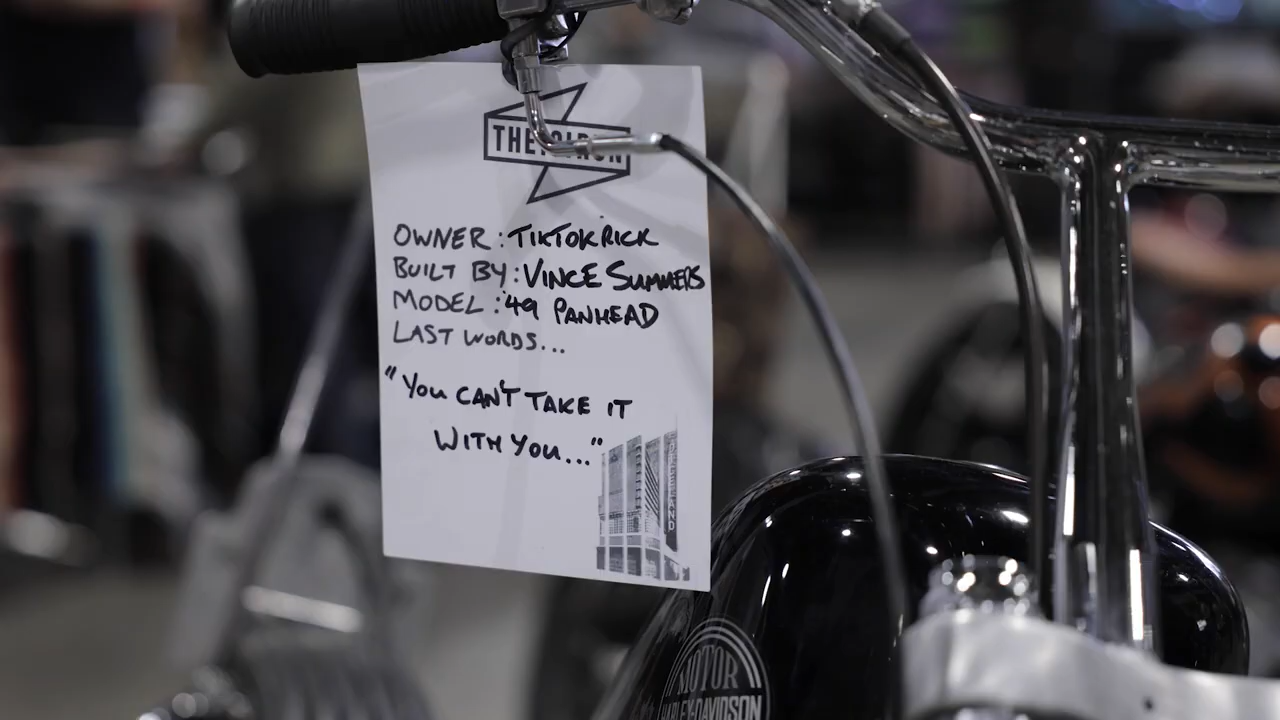 OWNER: TIKTOKRICK
BUILT BY: VINCE SUMMERS
MODEL: '49 PANHEAD
LAST WORDS...
"YOU CAN'T TAKE IT
WITH YOU..."
MOTOR
HARLEY-DAVIDSON